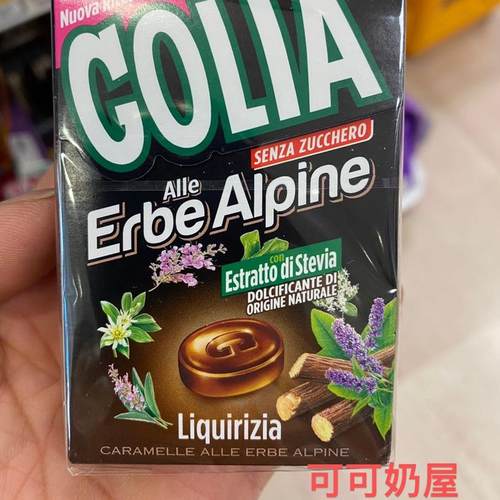 Nuova
GOLIA
SENZA ZUCCHERO
Alle
Erbe Alpine
con
Estratto di Stevia
DOLCIFICANTE DI
ORIGINE NATURALE
Liquirizia
CARAMELLE ALLE ERBE ALPINE
可可奶屋